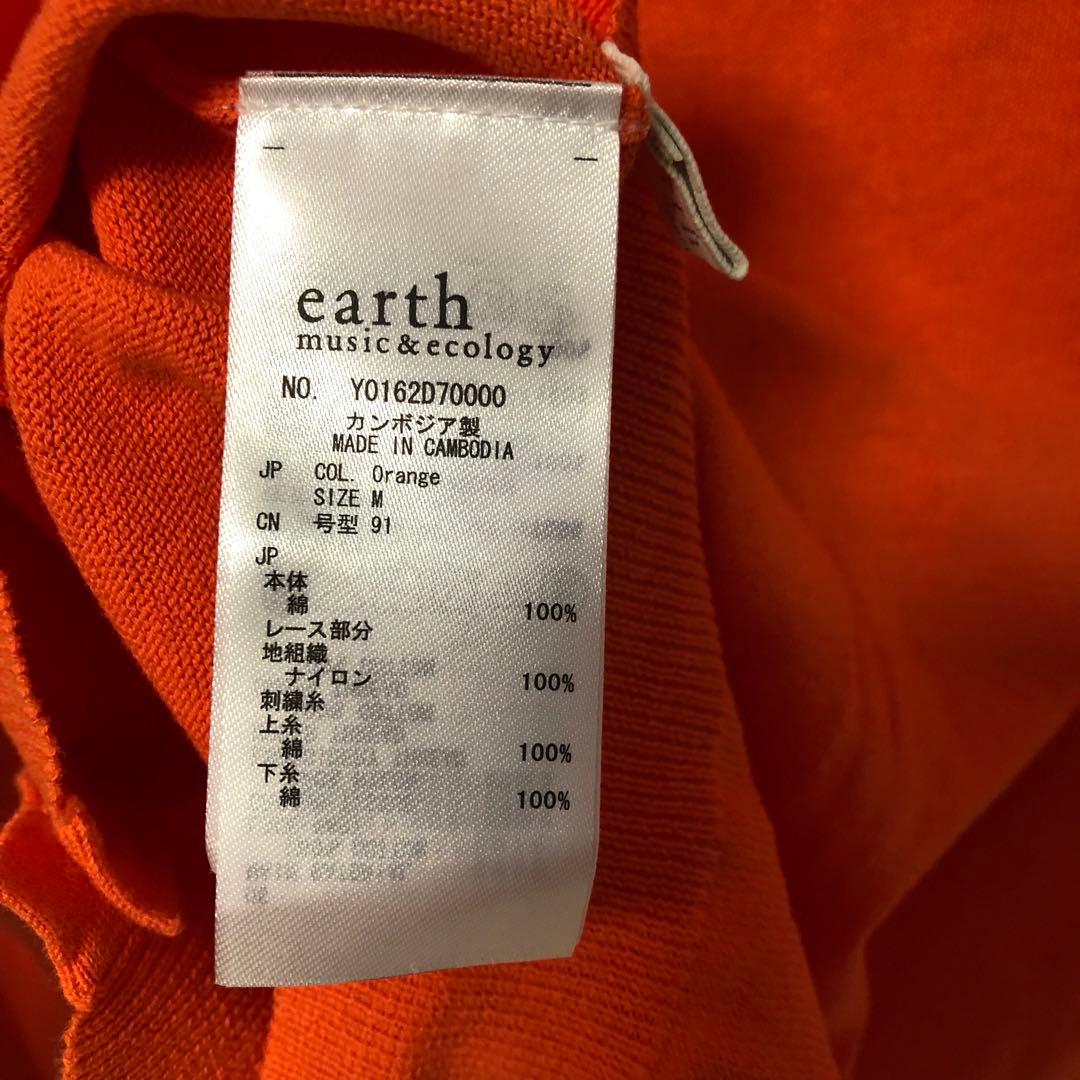 earth
music&ecology
NO. Y0162D70000
カンボジア製
MADE IN CAMBODIA
JP COL. Orange
SIZE M
CN 号型 91
JP
本体
綿 100%
レース部分
地組織
ナイロン 100%
刺繍糸
上糸
綿 100%
下糸
綿 100%